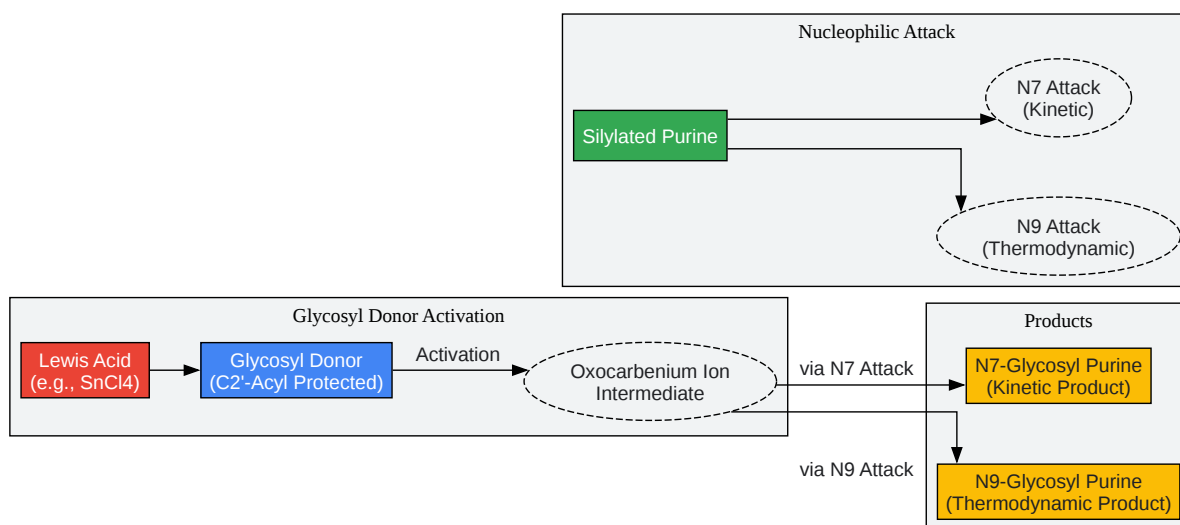 Nucleophilic Attack
N7 Attack
(Kinetic)
Silylated Purine
N9 Attack
(Thermodynamic)
Glycosyl Donor Activation
Lewis Acid
(e.g., SnCl4)
Glycosyl Donor
(C2'-Acyl Protected)
Activation
Oxocarbenium Ion
Intermediate
via N7 Attack
via N9 Attack
Products
N7-Glycosyl Purine
(Kinetic Product)
N9-Glycosyl Purine
(Thermodynamic Product)